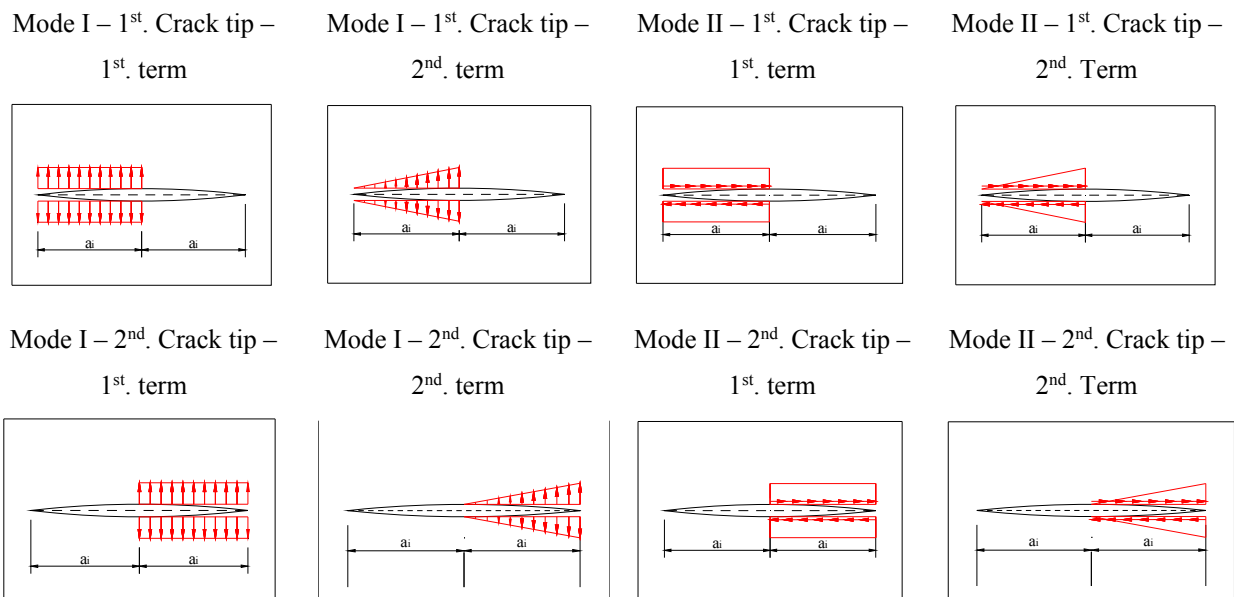 Mode I – 1st. Crack tip –
1st. term
Mode I – 1st. Crack tip –
2nd. term
Mode II – 1st. Crack tip –
1st. term
Mode II – 1st. Crack tip –
2nd. Term
ai ai
ai ai
ai ai
ai ai
Mode I – 2nd. Crack tip –
1st. term
Mode I – 2nd. Crack tip –
2nd. term
Mode II – 2nd. Crack tip –
1st. term
Mode II – 2nd. Crack tip –
2nd. Term
ai ai
ai ai
ai ai
ai ai